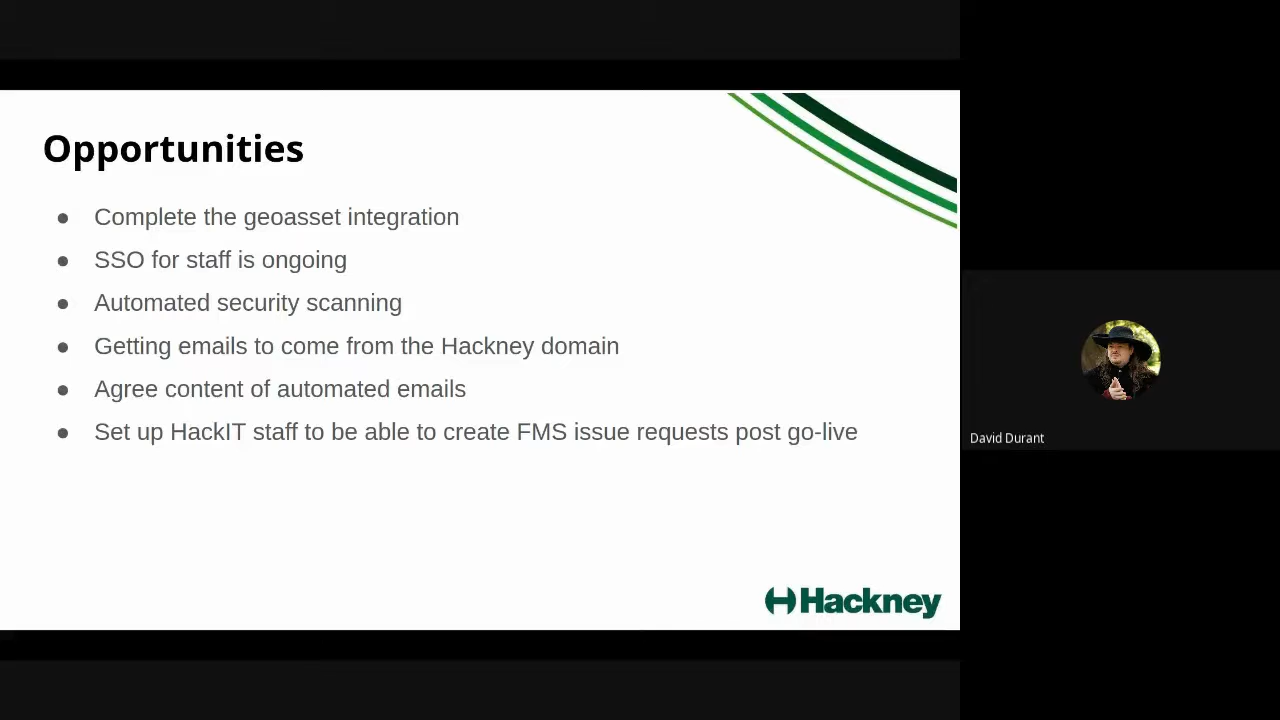 Opportunities
● Complete the geoasset integration
● SSO for staff is ongoing
● Automated security scanning
● Getting emails to come from the Hackney domain
● Agree content of automated emails
● Set up HackIT staff to be able to create FMS issue requests post go-live
Hackney
David Durant